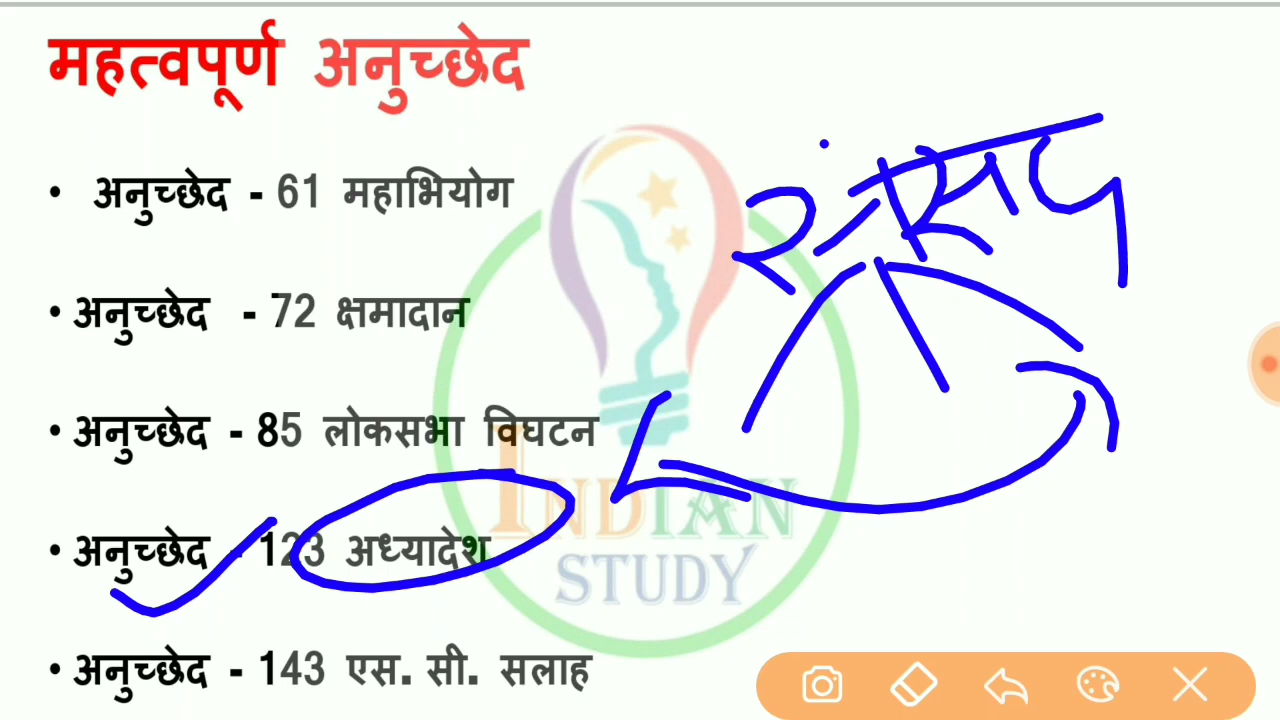 महत्वपूर्ण अनुच्छेद
• अनुच्छेद - 61 महाभियोग
• अनुच्छेद - 72 क्षमादान
• अनुच्छेद - 85 लोकसभा विघटन
• अनुच्छेद - 123 अध्यादेश
• अनुच्छेद - 143 एस. सी. सलाह
संसद
INDIAN
STUDY